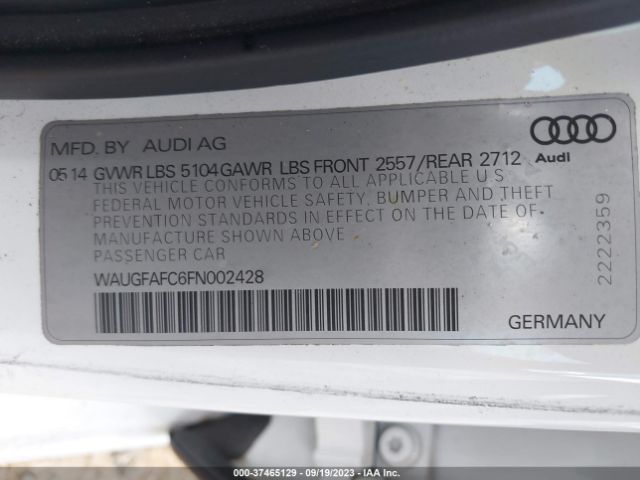 MFD. BY AUDI AG
Audi
05 14 GVWR LBS 5104 GAWR LBS FRONT 2557/REAR 2712
THIS VEHICLE CONFORMS TO ALL APPLICABLE U.S
FEDERAL MOTOR VEHICLE SAFETY, BUMPER AND THEFT
PREVENTION STANDARDS IN EFFECT ON THE DATE OF
MANUFACTURE SHOWN ABOVE
PASSENGER CAR
2222359
WAUGFAFC6FN002428
GERMANY
000-37465129 - 09/19/2023 - IAA Inc.